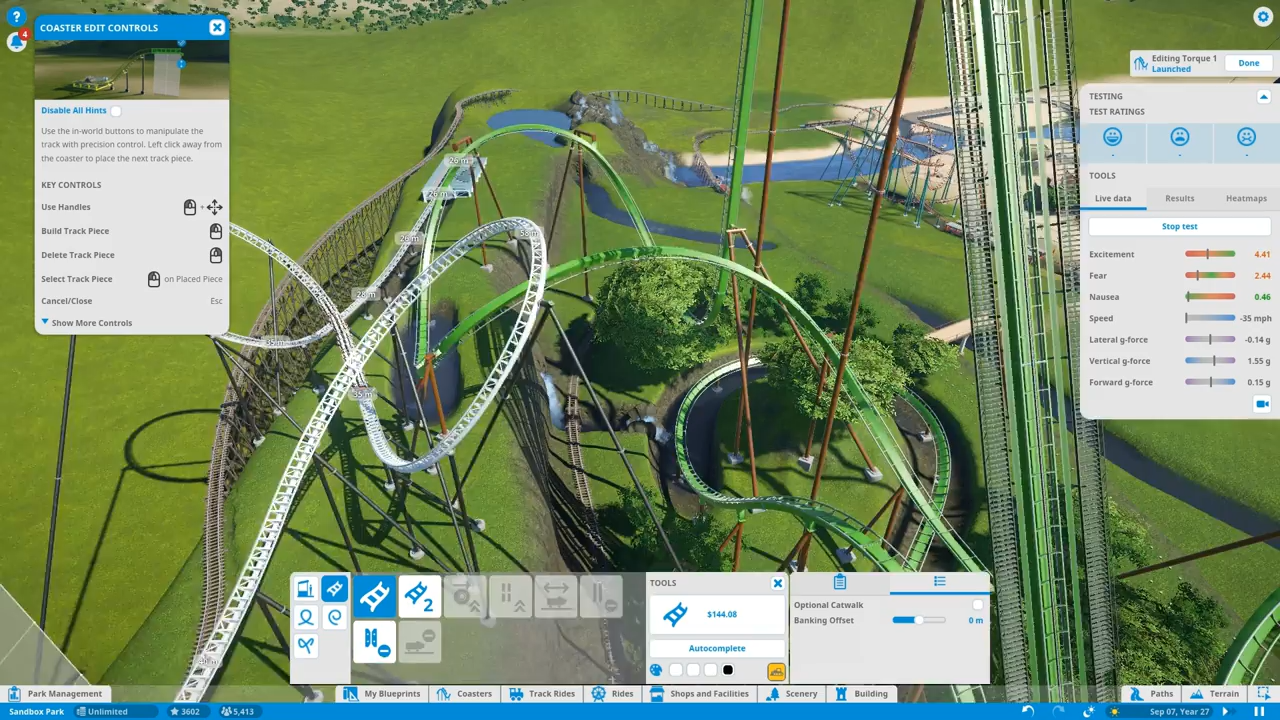 ?
4
COASTER EDIT CONTROLS
Disable All Hints
Use the in-world buttons to manipulate the
track with precision control. Left click away from
the coaster to place the next track piece.
KEY CONTROLS
Use Handles
+
Build Track Piece
Delete Track Piece
Select Track Piece
on Placed Piece
Cancel/Close
Esc
Show More Controls
26 m
26 m
26 m
26 m
35 m
35 m
Editing Torque 1
Launched
Done
TESTING
TEST RATINGS
- - -
TOOLS
Live data
Results
Heatmaps
Stop test
Excitement 4.41
Fear 2.44
Nausea 0.46
Speed -35 mph
Lateral g-force -0.14 g
Vertical g-force 1.55 g
Forward g-force 0.15 g
2
TOOLS
$144.08
Autocomplete
Optional Catwalk
Banking Offset 0 m
Park Management
My Blueprints
Coasters
Track Rides
Rides
Shops and Facilities
Scenery
Building
Paths
Terrain
Sandbox Park
Unlimited
3602
5,413
Sep 07, Year 27